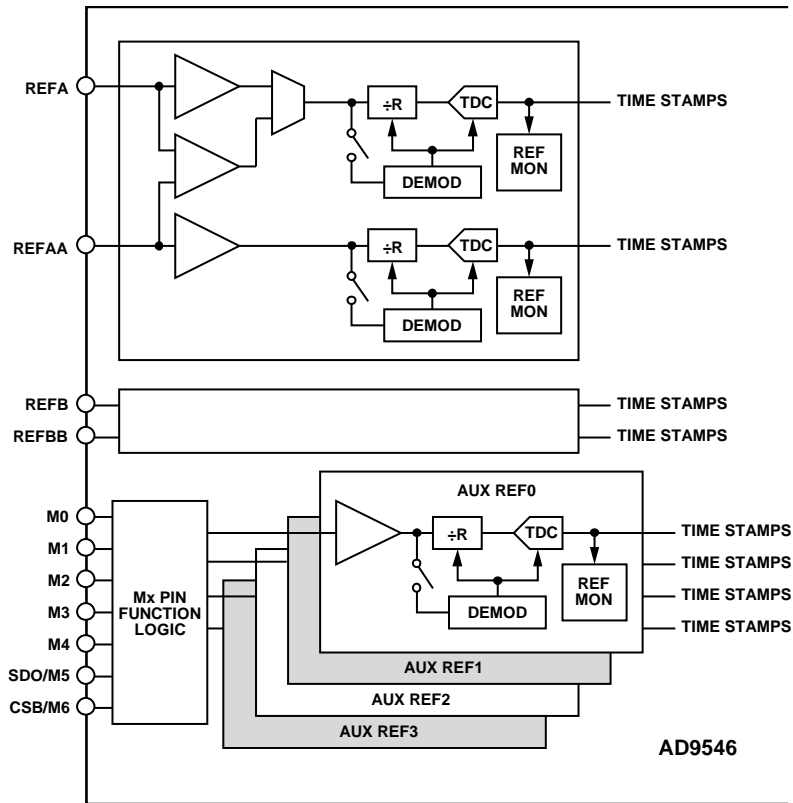 REFA
÷R
TDC
TIME STAMPS
REF
MON
DEMOD
REFAA
÷R
TDC
TIME STAMPS
REF
MON
DEMOD
REFB
TIME STAMPS
REFBB
TIME STAMPS
AUX REF0
M0
M1
M2
M3
M4
SDO/M5
CSB/M6
Mx PIN
FUNCTION
LOGIC
÷R
TDC
TIME STAMPS
TIME STAMPS
TIME STAMPS
TIME STAMPS
REF
MON
DEMOD
AUX REF1
AUX REF2
AUX REF3
AD9546